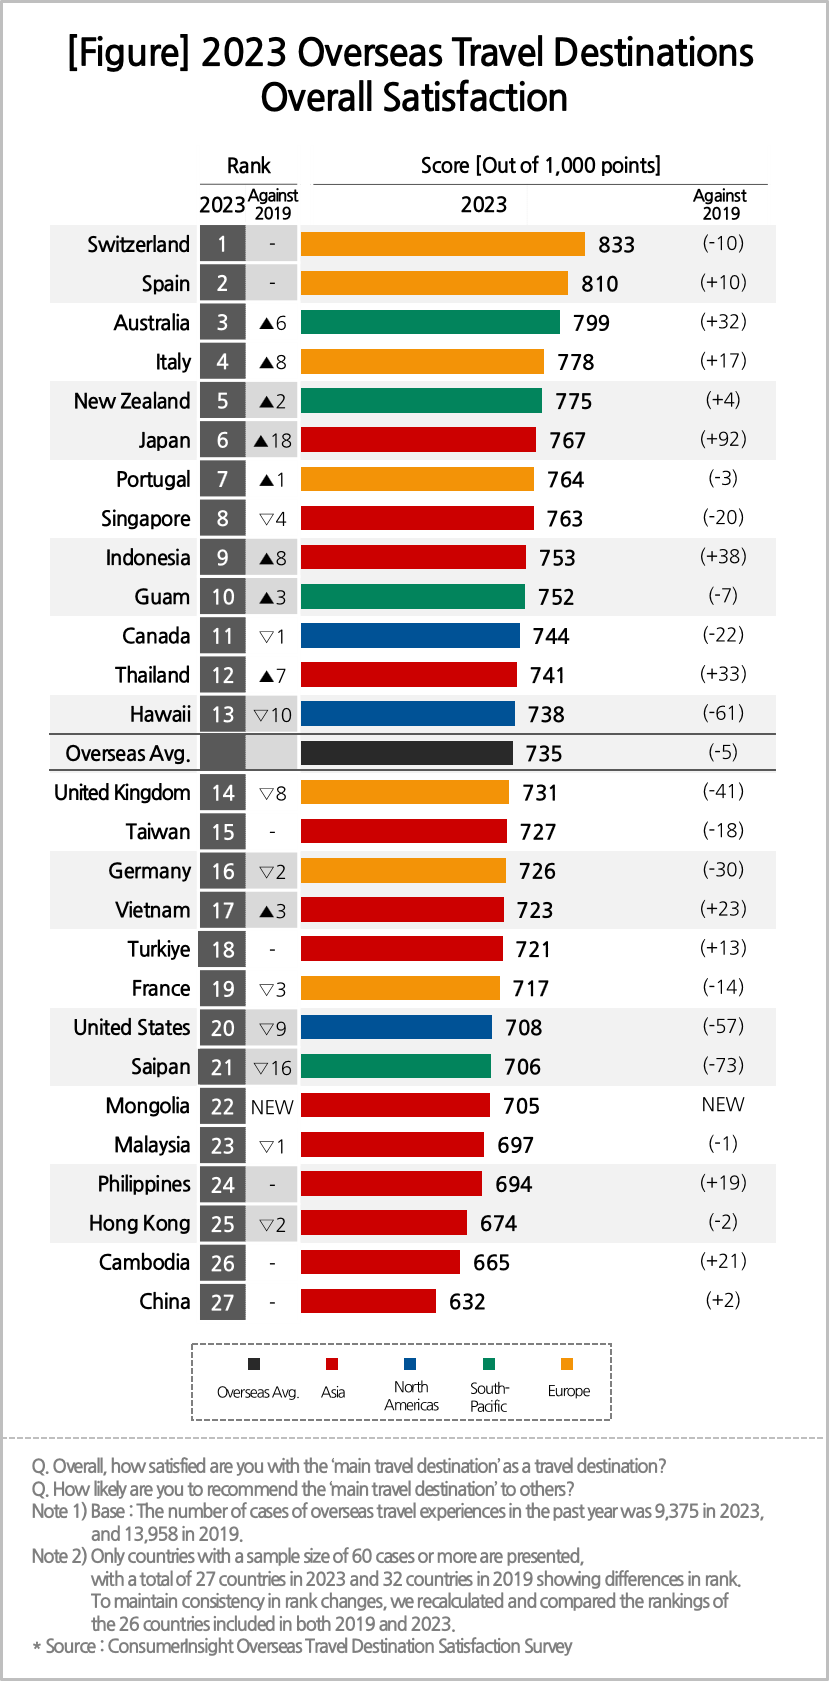 [Figure] 2023 Overseas Travel Destinations
Overall Satisfaction
Rank Score [Out of 1,000 points]
2023 Against 2019 2023 Against 2019
Switzerland 1 - 833 (-10)
Spain 2 - 810 (+10)
Australia 3 ▲6 799 (+32)
Italy 4 ▲8 778 (+17)
New Zealand 5 ▲2 775 (+4)
Japan 6 ▲18 767 (+92)
Portugal 7 ▲1 764 (-3)
Singapore 8 ▽4 763 (-20)
Indonesia 9 ▲8 753 (+38)
Guam 10 ▲3 752 (-7)
Canada 11 ▽1 744 (-22)
Thailand 12 ▲7 741 (+33)
Hawaii 13 ▽10 738 (-61)
Overseas Avg. 735 (-5)
United Kingdom 14 ▽8 731 (-41)
Taiwan 15 - 727 (-18)
Germany 16 ▽2 726 (-30)
Vietnam 17 ▲3 723 (+23)
Turkiye 18 - 721 (+13)
France 19 ▽3 717 (-14)
United States 20 ▽9 708 (-57)
Saipan 21 ▽16 706 (-73)
Mongolia 22 NEW 705 NEW
Malaysia 23 ▽1 697 (-1)
Philippines 24 - 694 (+19)
Hong Kong 25 ▽2 674 (-2)
Cambodia 26 - 665 (+21)
China 27 - 632 (+2)
Overseas Avg. Asia North Americas South-Pacific Europe
Q. Overall, how satisfied are you with the ‘main travel destination’ as a travel destination?
Q. How likely are you to recommend the ‘main travel destination’ to others?
Note 1) Base : The number of cases of overseas travel experiences in the past year was 9,375 in 2023,
and 13,958 in 2019.
Note 2) Only countries with a sample size of 60 cases or more are presented,
with a total of 27 countries in 2023 and 32 countries in 2019 showing differences in rank.
To maintain consistency in rank changes, we recalculated and compared the rankings of
the 26 countries included in both 2019 and 2023.
* Source : ConsumerInsight Overseas Travel Destination Satisfaction Survey